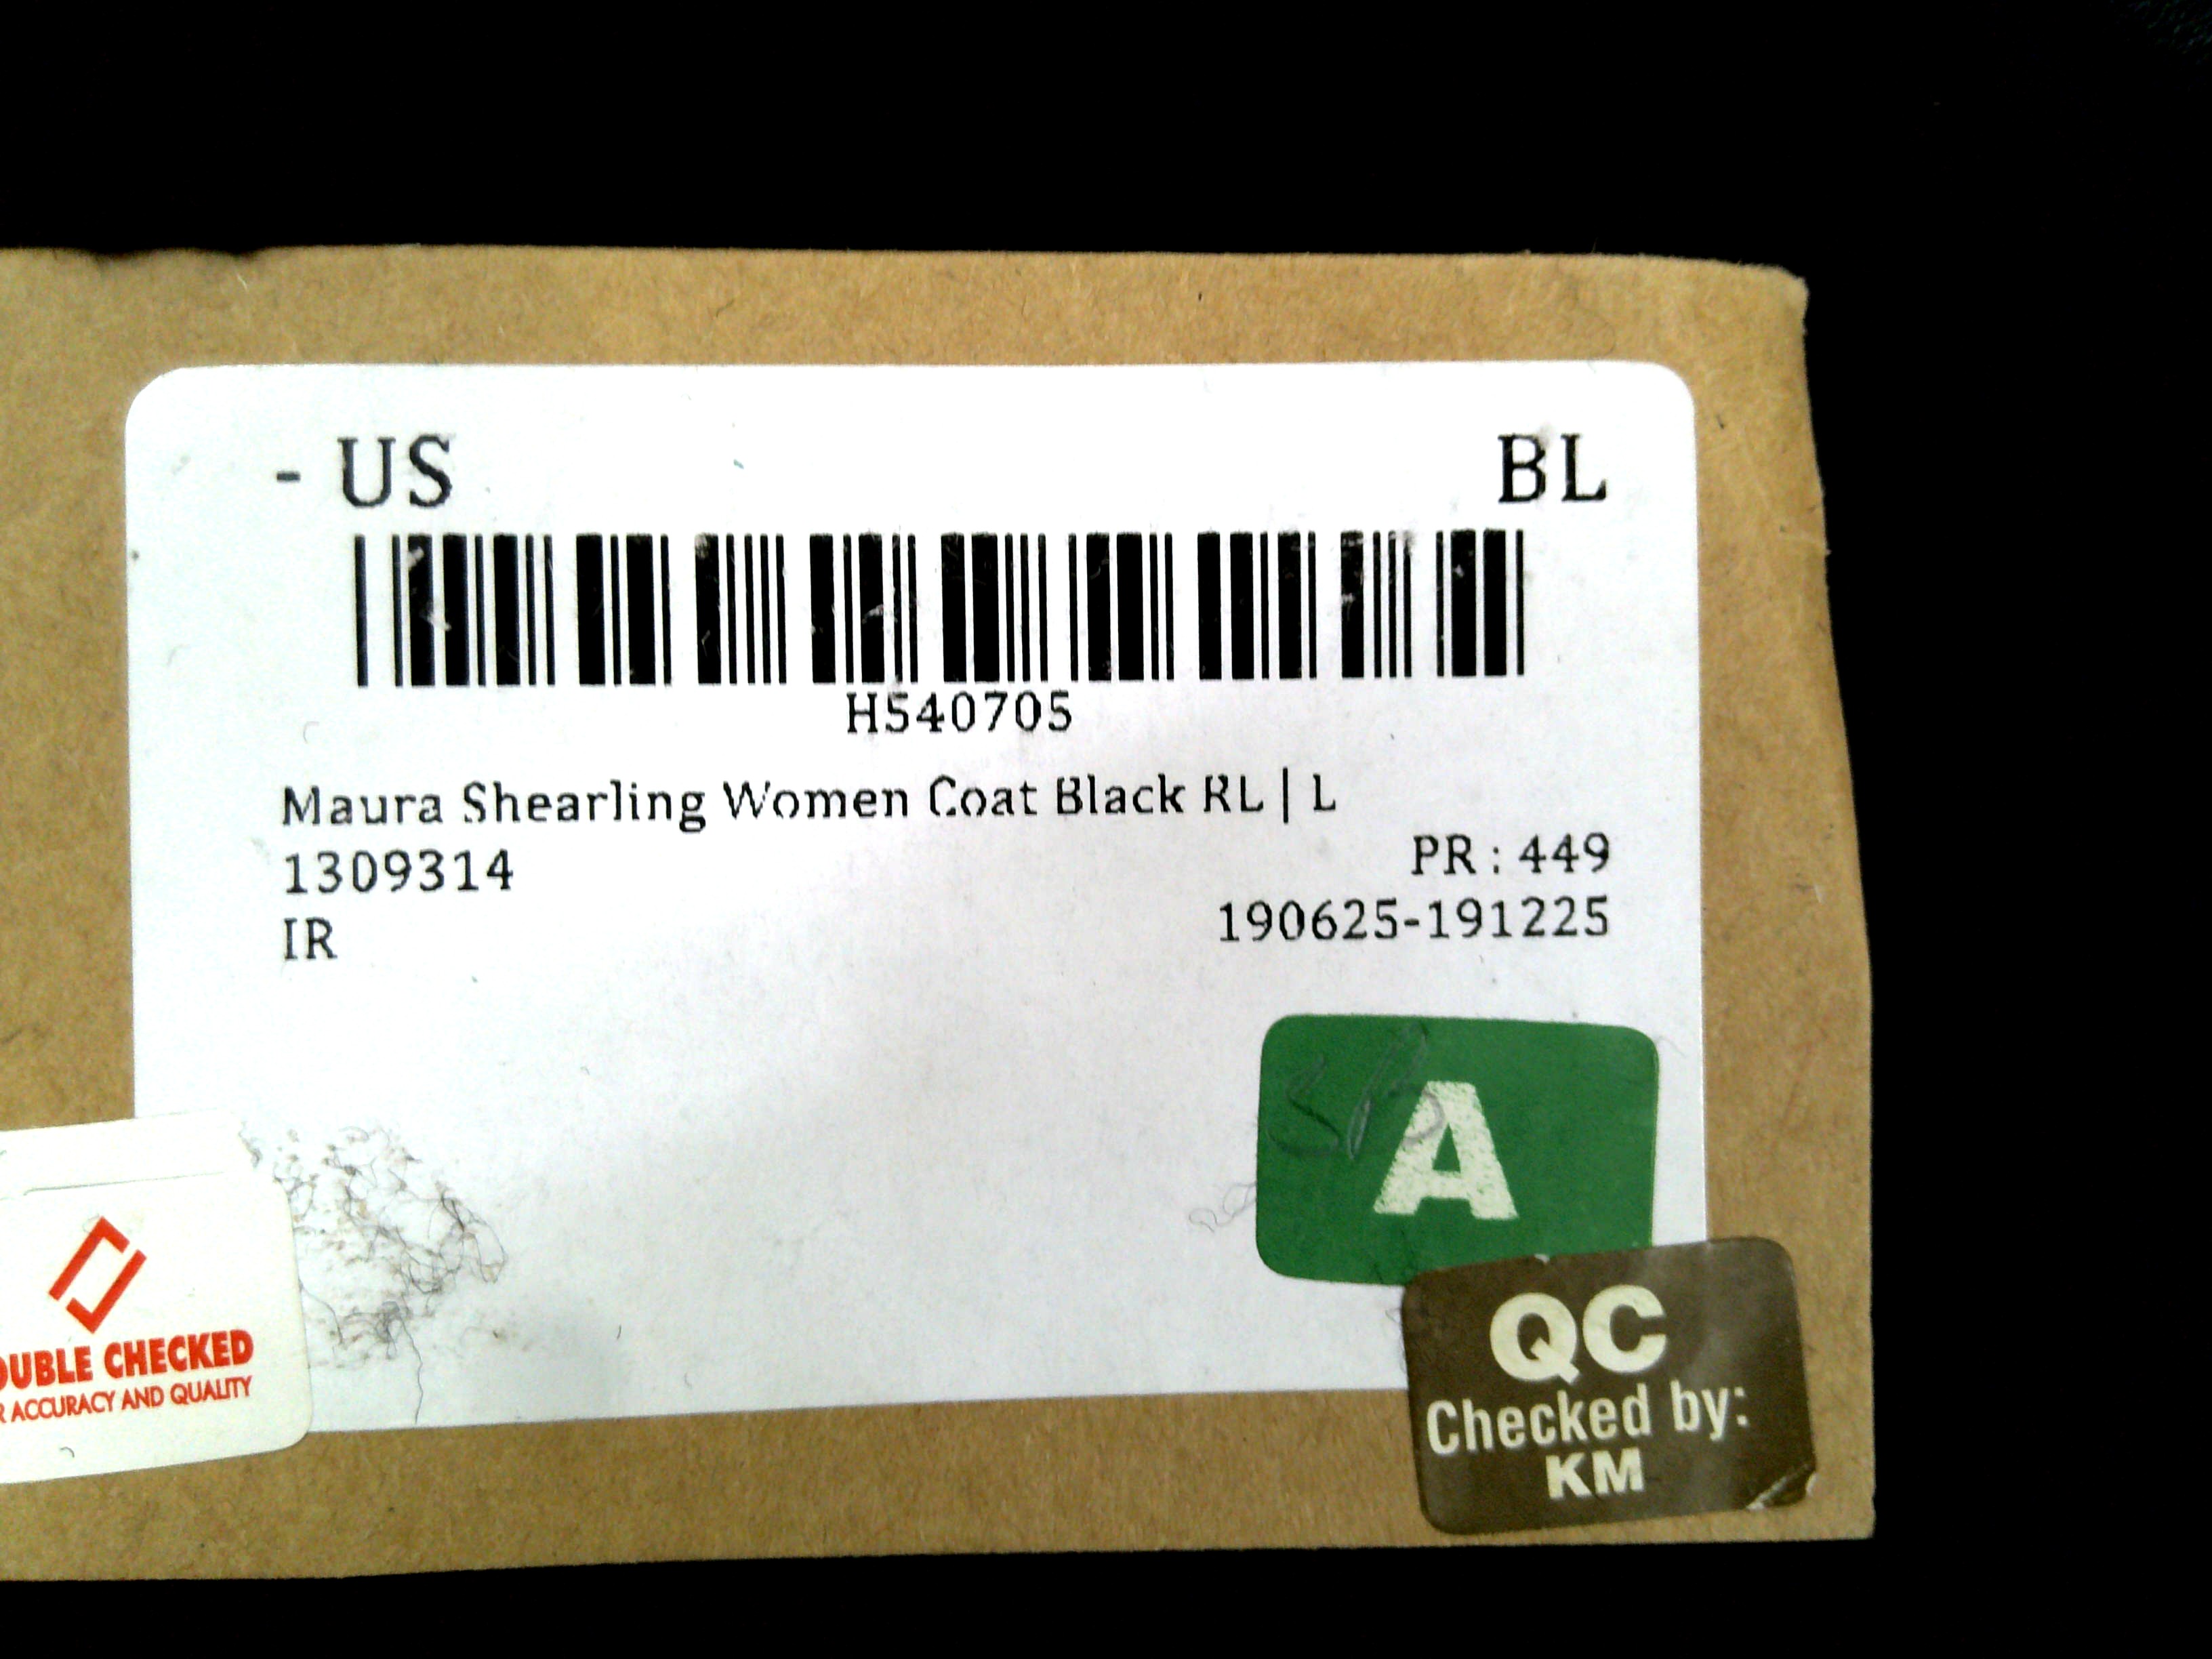 - US BL
H540705
Maura Shearling Women Coat Black RL | L
1309314 PR : 449
IR 190625-191225
A
QC
Checked by:
KM
OUBLE CHECKED
R ACCURACY AND QUALITY